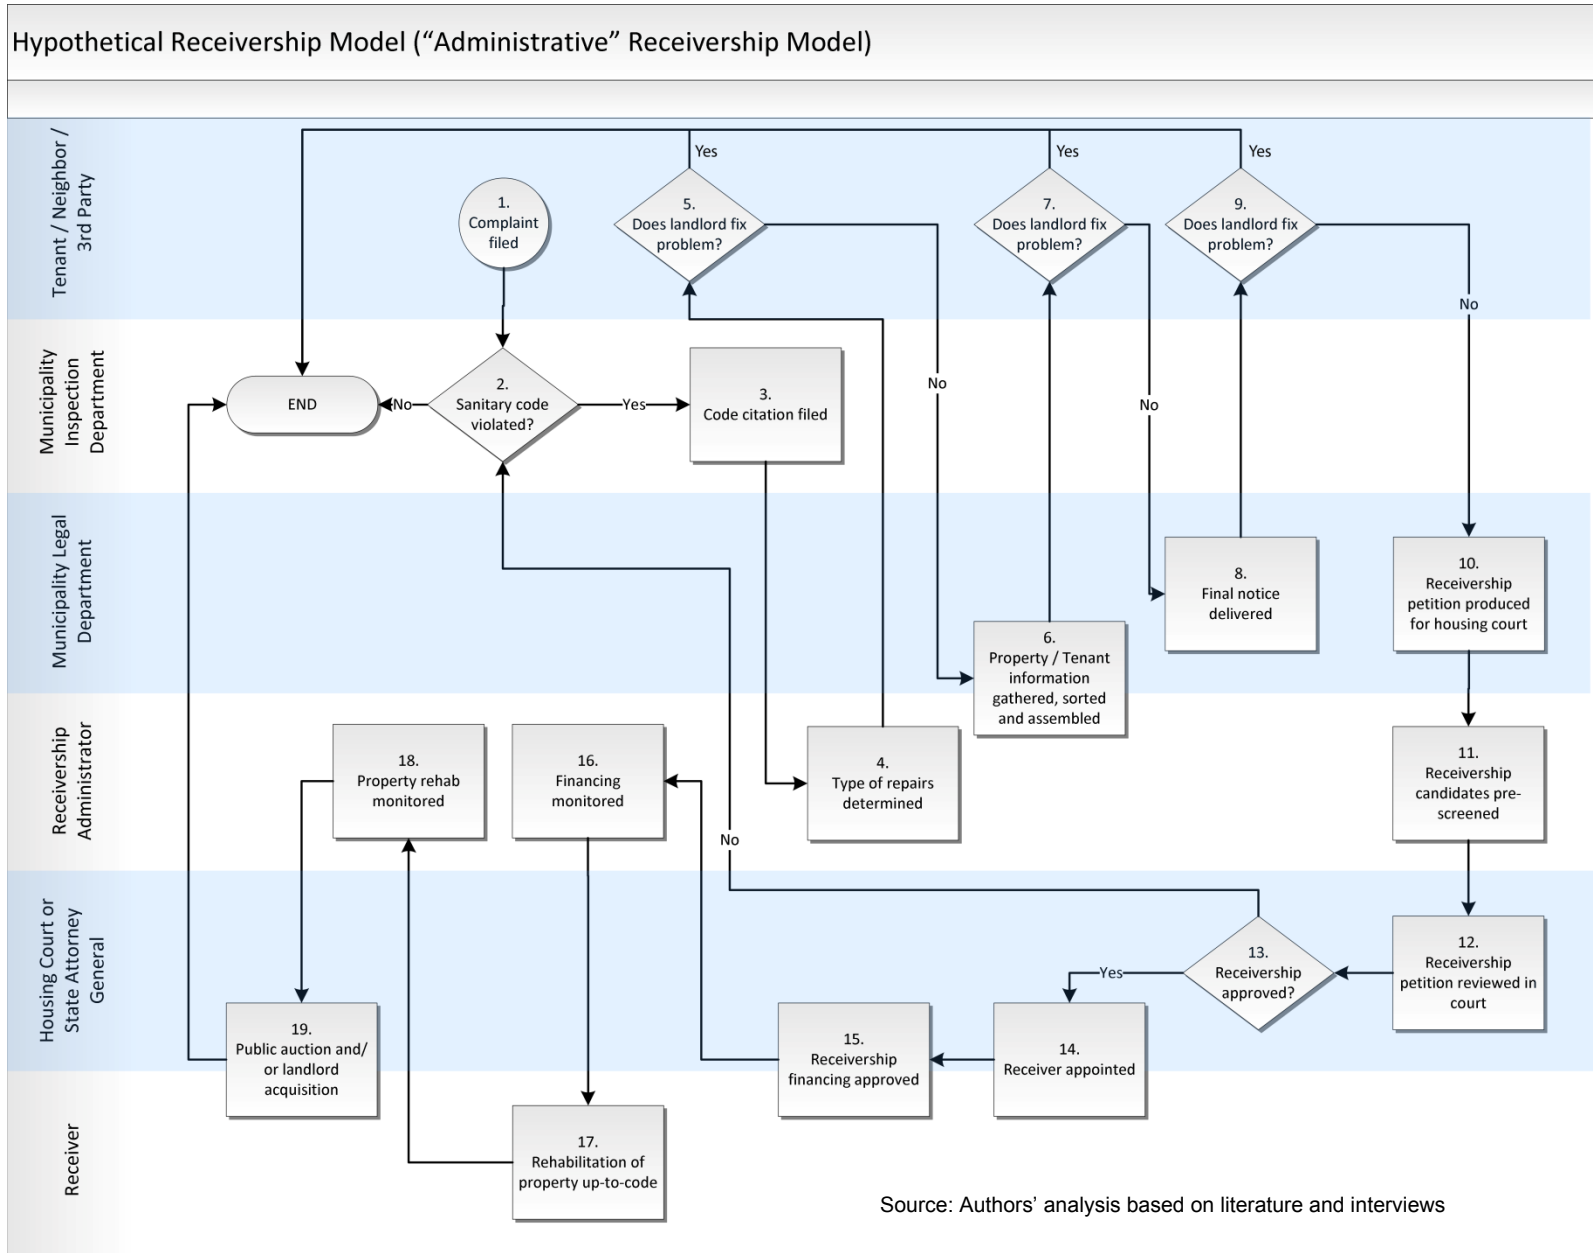 Hypothetical Receivership Model (“Administrative” Receivership Model)
Tenant / Neighbor /
3rd Party
1.
Complaint
filed
5.
Does landlord fix
problem?
Yes
7.
Does landlord fix
problem?
Yes
9.
Does landlord fix
problem?
Yes
No
Municipality
Inspection
Department
END
No
2.
Sanitary code
violated?
Yes
3.
Code citation filed
No
No
Municipality Legal
Department
6.
Property / Tenant
information
gathered, sorted
and assembled
8.
Final notice
delivered
10.
Receivership
petition produced
for housing court
Receivership
Administrator
18.
Property rehab
monitored
16.
Financing
monitored
No
4.
Type of repairs
determined
11.
Receivership
candidates pre-
screened
Housing Court or
State Attorney
General
19.
Public auction and/
or landlord
acquisition
15.
Receivership
financing approved
14.
Receiver appointed
Yes
13.
Receivership
approved?
12.
Receivership
petition reviewed in
court
Receiver
17.
Rehabilitation of
property up-to-code
Source: Authors’ analysis based on literature and interviews